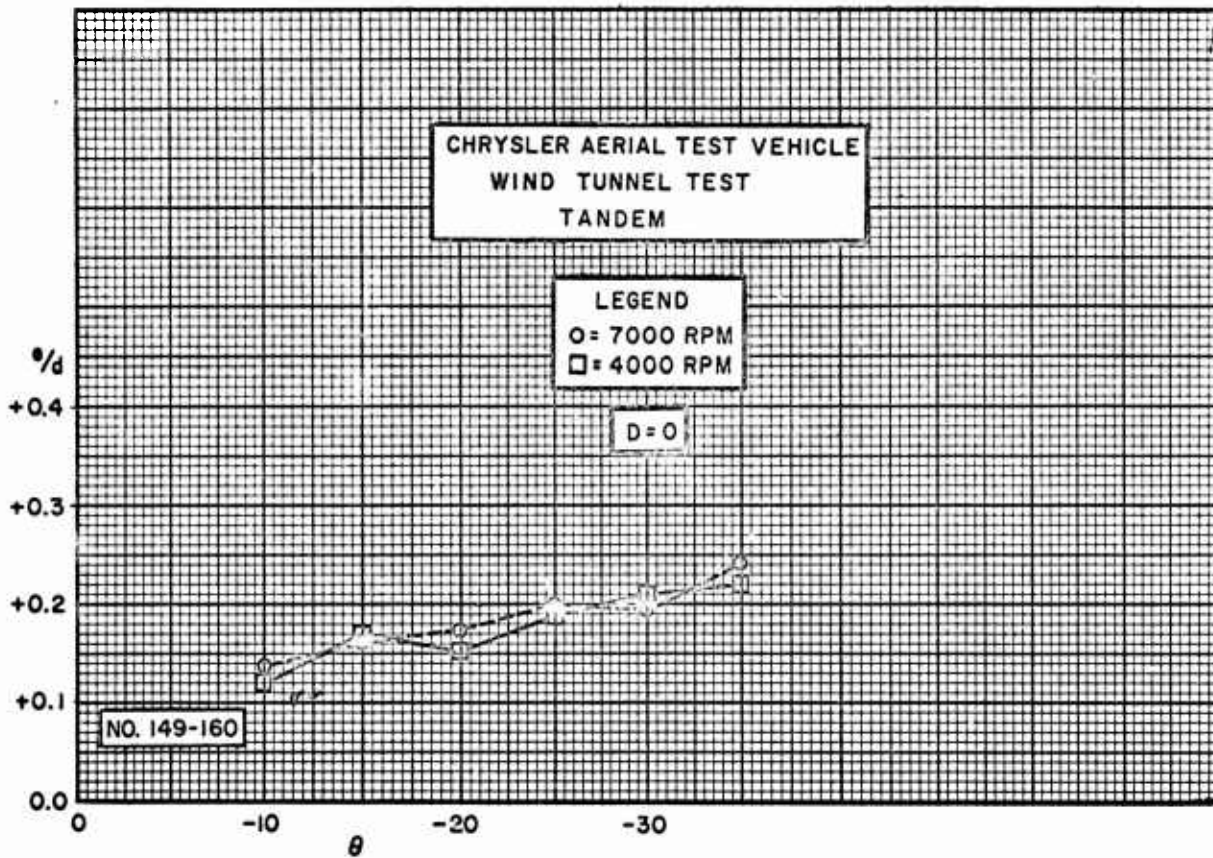 CHRYSLER AERIAL TEST VEHICLE
WIND TUNNEL TEST
TANDEM
LEGEND
O = 7000 RPM
□ = 4000 RPM
D = 0
+0.4
+0.3
+0.2
+0.1
0.0
NO. 149-160
0 -10 -20 -30
θ